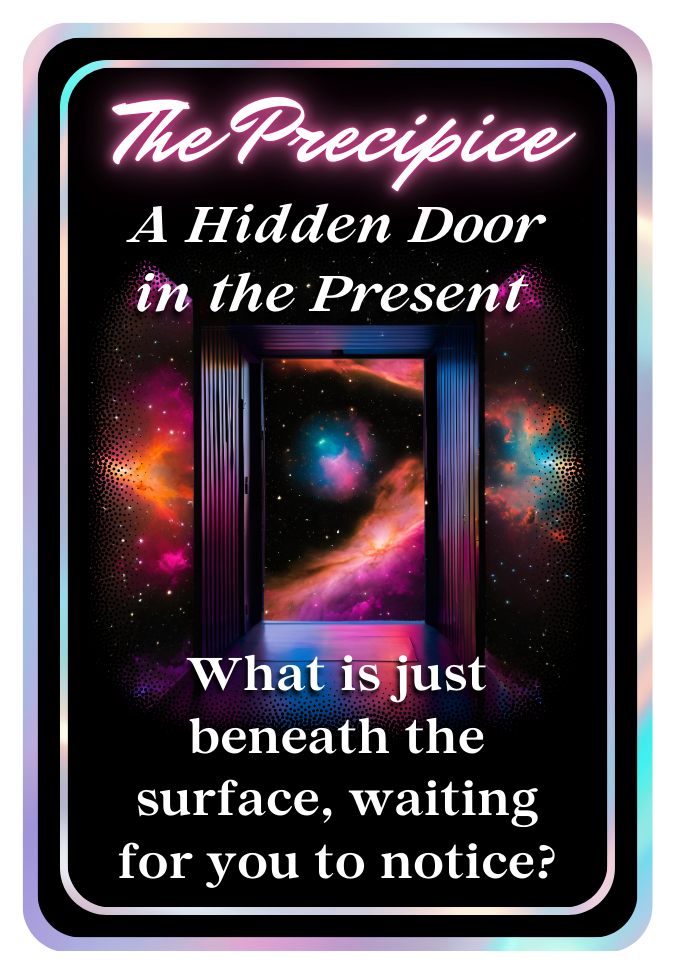 The Precipice
A Hidden Door
in the Present
What is just
beneath the
surface, waiting
for you to notice?